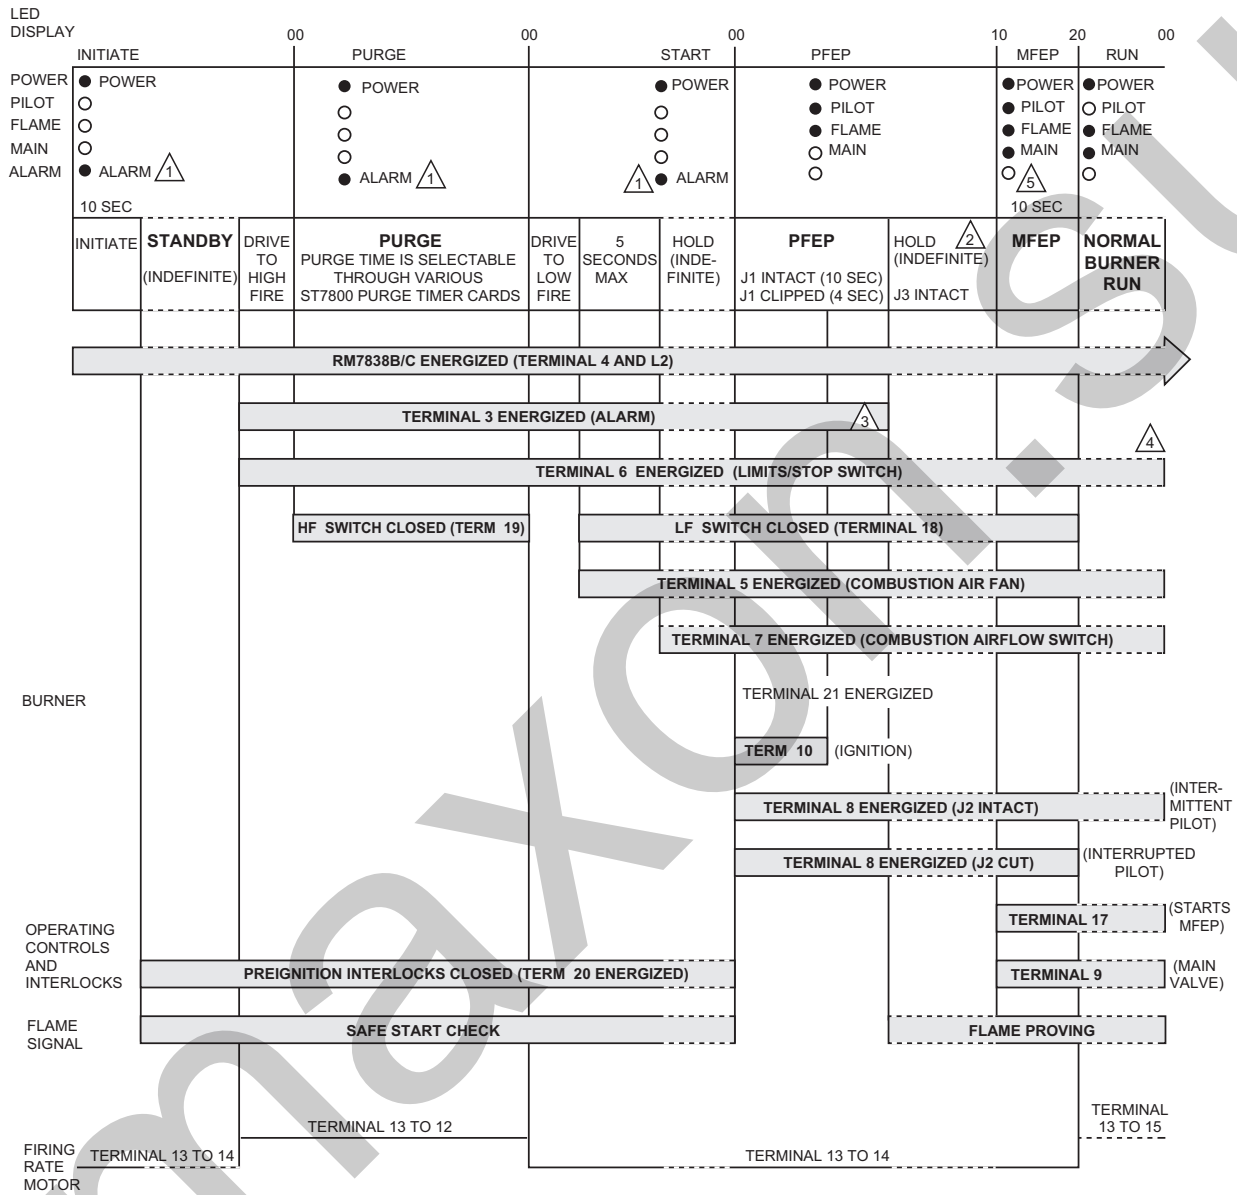 LED
DISPLAY
00 00 00 10 20 00
INITIATE PURGE START PFEP MFEP RUN
POWER
PILOT
FLAME
MAIN
ALARM
POWER
ALARM 1
POWER
ALARM 1
POWER
1 ALARM
POWER
PILOT
FLAME
MAIN
POWER
PILOT
FLAME
MAIN
5
POWER
PILOT
FLAME
MAIN
10 SEC
10 SEC
INITIATE
STANDBY
(INDEFINITE)
DRIVE
TO
HIGH
FIRE
PURGE
PURGE TIME IS SELECTABLE
THROUGH VARIOUS
ST7800 PURGE TIMER CARDS
DRIVE
TO
LOW
FIRE
5
SECONDS
MAX
HOLD
(INDE-
FINITE)
PFEP
J1 INTACT (10 SEC)
J1 CLIPPED (4 SEC)
HOLD 2
(INDEFINITE)
J3 INTACT
MFEP
NORMAL
BURNER
RUN
RM7838B/C ENERGIZED (TERMINAL 4 AND L2)
TERMINAL 3 ENERGIZED (ALARM) 3
4
TERMINAL 6 ENERGIZED (LIMITS/STOP SWITCH)
HF SWITCH CLOSED (TERM 19)
LF SWITCH CLOSED (TERMINAL 18)
TERMINAL 5 ENERGIZED (COMBUSTION AIR FAN)
TERMINAL 7 ENERGIZED (COMBUSTION AIRFLOW SWITCH)
BURNER
TERMINAL 21 ENERGIZED
TERM 10 (IGNITION)
TERMINAL 8 ENERGIZED (J2 INTACT)
(INTER-
MITTENT
PILOT)
TERMINAL 8 ENERGIZED (J2 CUT)
(INTERRUPTED
PILOT)
TERMINAL 17
(STARTS
MFEP)
OPERATING
CONTROLS
AND
INTERLOCKS
PREIGNITION INTERLOCKS CLOSED (TERM 20 ENERGIZED)
TERMINAL 9
(MAIN
VALVE)
FLAME
SIGNAL
SAFE START CHECK
FLAME PROVING
FIRING
RATE
MOTOR
TERMINAL 13 TO 14
TERMINAL 13 TO 12
TERMINAL 13 TO 14
TERMINAL
13 TO 15
maxon.su